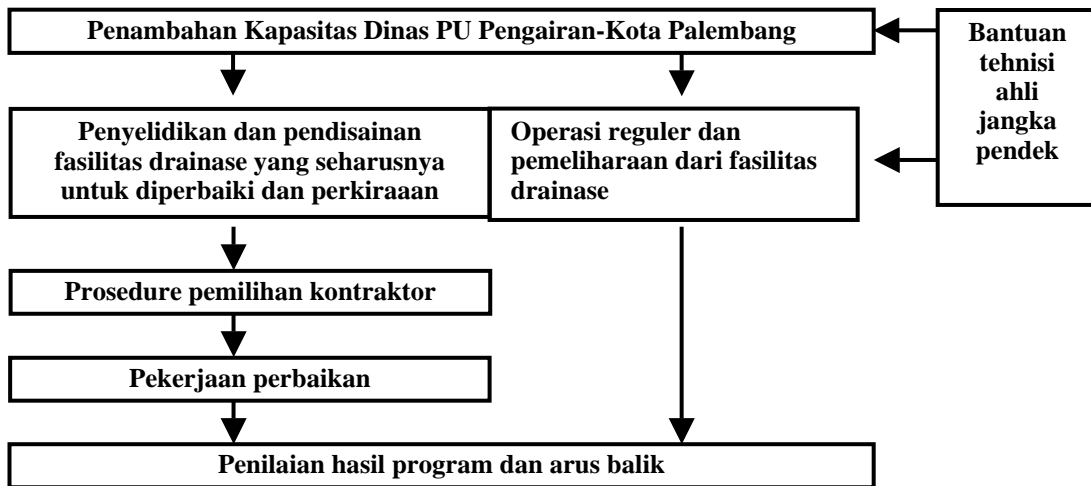 Penambahan Kapasitas Dinas PU Pengairan-Kota Palembang
Bantuan
tehnisi
ahli
jangka
pendek
Penyelidikan dan pendisainan
fasilitas drainase yang seharusnya
untuk diperbaiki dan perkiraaan
Operasi reguler dan
pemeliharaan dari fasilitas
drainase
Prosedure pemilihan kontraktor
Pekerjaan perbaikan
Penilaian hasil program dan arus balik